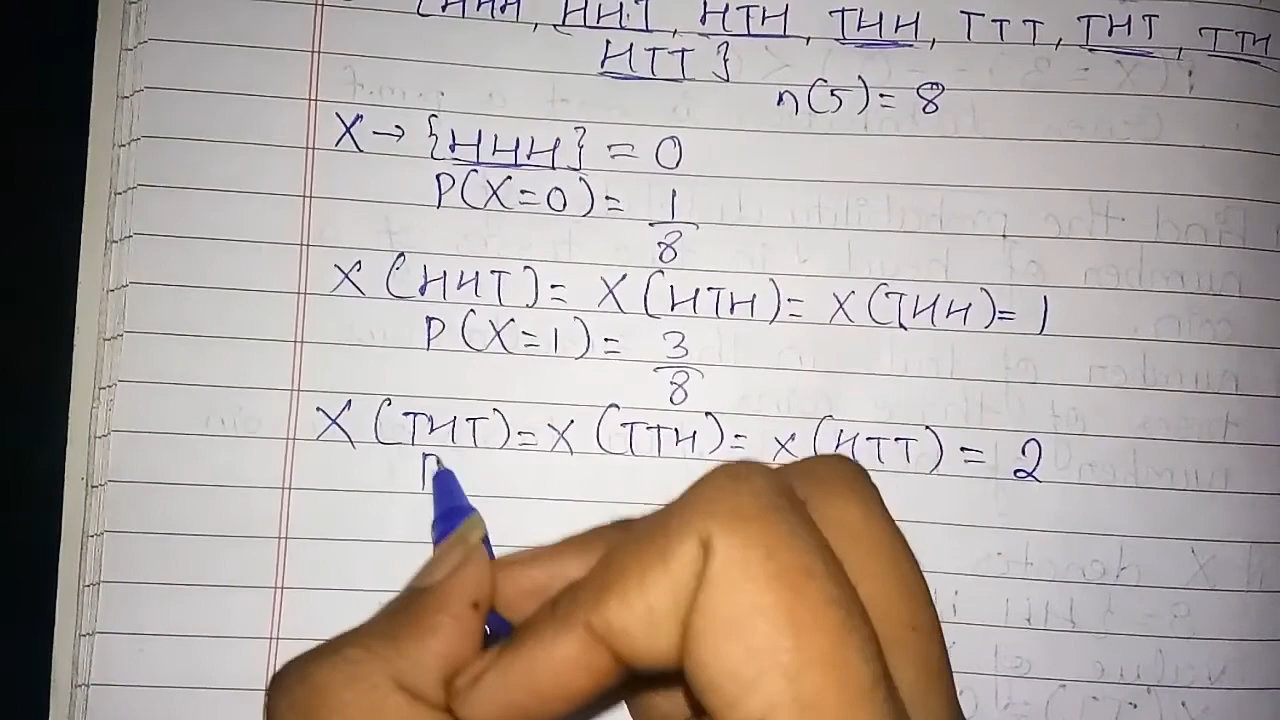 {HHH, HHT, HTH, THH, TTT, THT, TTH
HTT }
n(S) = 8
X → {HHH} = 0
P(X=0) = 1/8
X (HHT) = X (HTH) = X (THH) = 1
P(X=1) = 3/8
X (THT) = X (TTH) = X (HTT) = 2